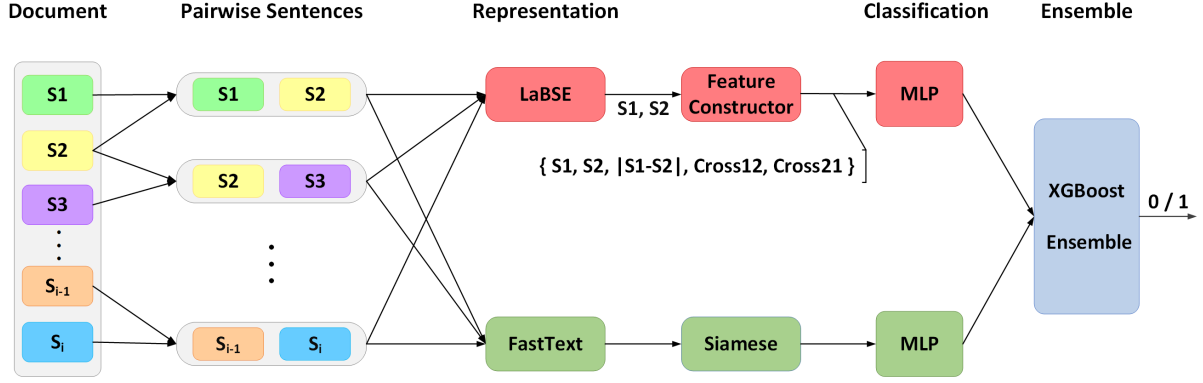 Document Pairwise Sentences Representation Classification Ensemble
S1 S1 S2 LaBSE S1, S2 Feature
Constructor MLP
S2
{ S1, S2, |S1-S2|, Cross12, Cross21 }
S3 S2 S3
XGBoost
Ensemble
0 / 1
Si-1
Si Si-1 Si FastText Siamese MLP